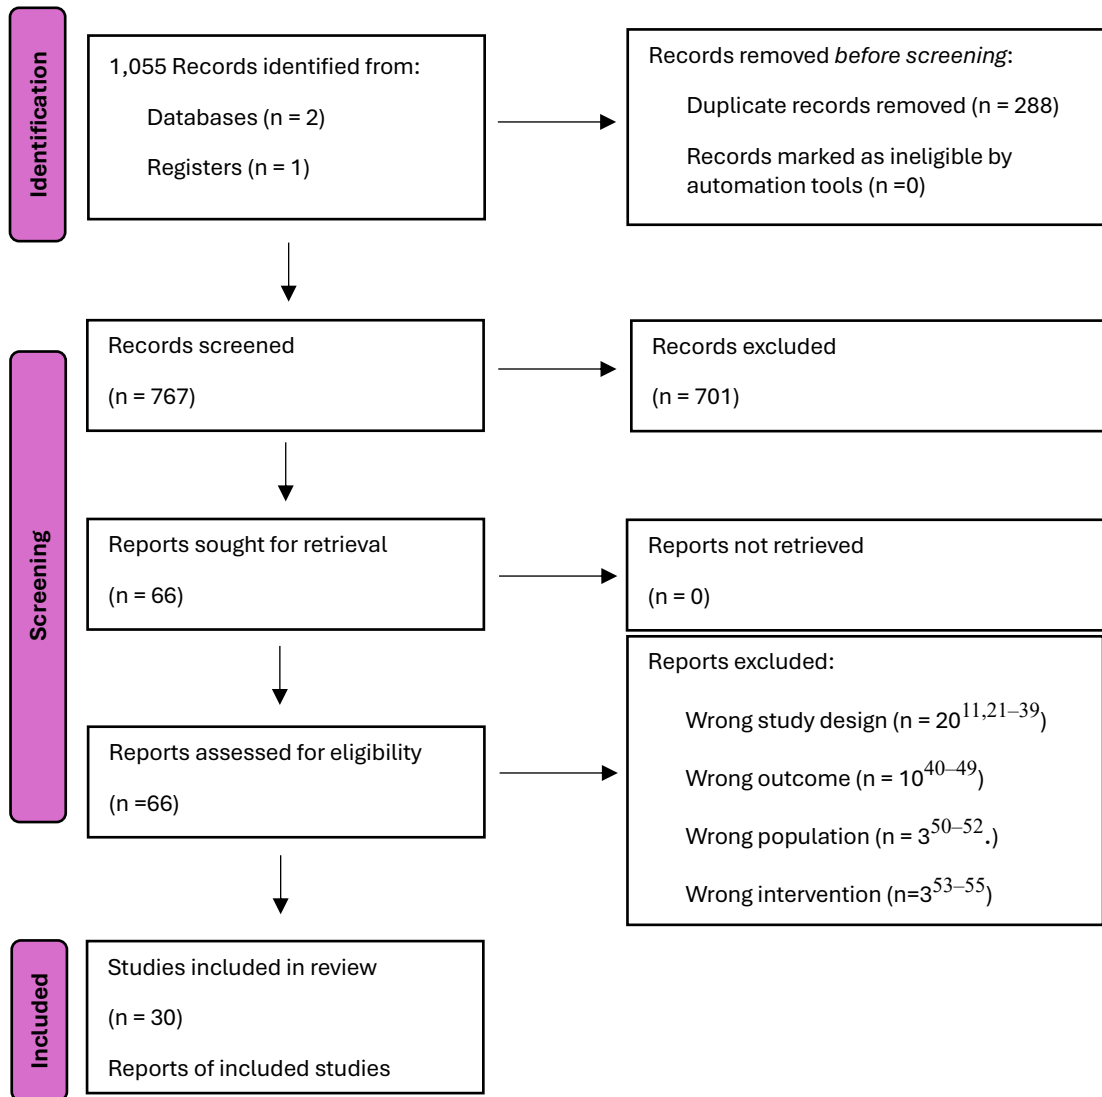 Identification
1,055 Records identified from:
Databases (n = 2)
Registers (n = 1)
Records removed before screening:
Duplicate records removed (n = 288)
Records marked as ineligible by
automation tools (n =0)
Screening
Records screened
(n = 767)
Records excluded
(n = 701)
Reports sought for retrieval
(n = 66)
Reports not retrieved
(n = 0)
Reports assessed for eligibility
(n =66)
Reports excluded:
Wrong study design (n = 2011,21–39)
Wrong outcome (n = 1040–49)
Wrong population (n = 350–52.)
Wrong intervention (n=353–55)
Included
Studies included in review
(n = 30)
Reports of included studies